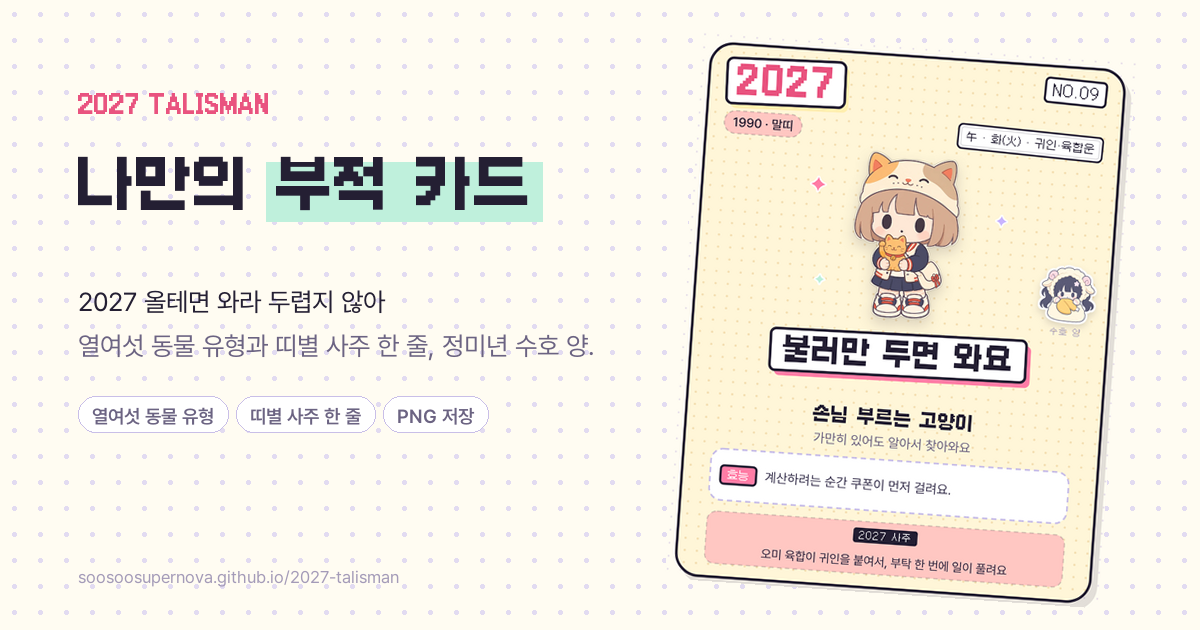 2027 TALISMAN
나만의 부적 카드
2027 올테면 와라 두렵지 않아
열여섯 동물 유형과 띠별 사주 한 줄, 정미년 수호 양.
열여섯 동물 유형
띠별 사주 한 줄
PNG 저장
soosoosupernova.github.io/2027-talisman
2027
NO.09
1990 · 말띠
午 · 화(火) · 귀인·육합운
수호 양
불러만 두면 와요
손님 부르는 고양이
가만히 있어도 알아서 찾아와요
효능
계산하려는 순간 쿠폰이 먼저 걸려요.
2027 사주
오미 육합이 귀인을 붙여서, 부탁 한 번에 일이 풀려요